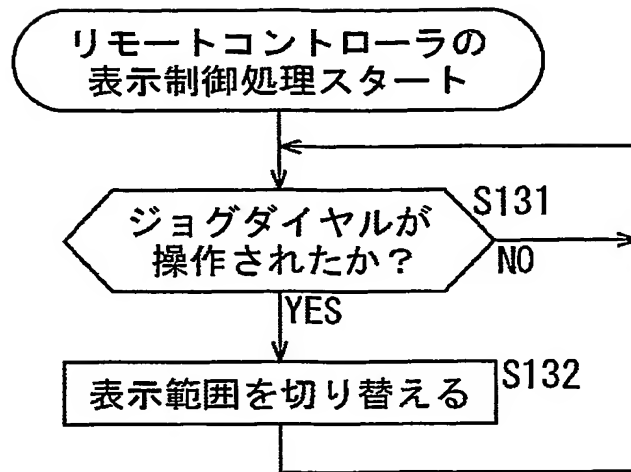 リモートコントローラの
表示制御処理スタート
ジョグダイヤルが
操作されたか?
S131
NO
YES
表示範囲を切り替える
S132